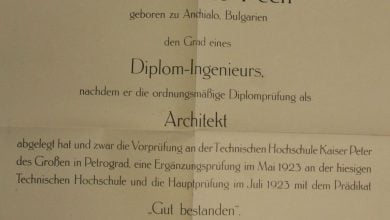 geboren zu Anchialo, Bulgarien
den Grad eines
Diplom-Ingenieurs,
nachdem er die ordnungsmäßige Diplomprüfung als
Architekt
abgelegt hat und zwar die Vorprüfung an der Technischen Hochschule Kaiser Peter
des Großen in Petrograd, eine Ergänzungsprüfung im Mai 1923 an der hiesigen
Technischen Hochschule und die Hauptprüfung im Juli 1923 mit dem Prädikat
„Gut bestanden".